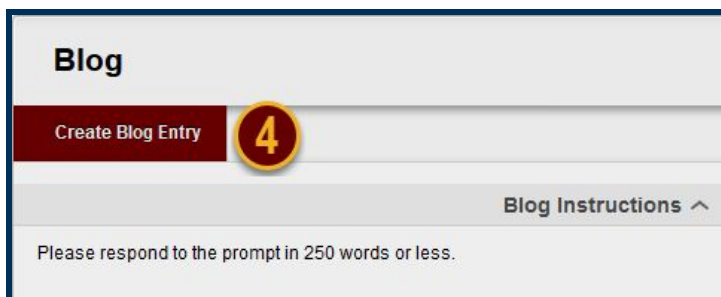 Blog
Create Blog Entry 4
Blog Instructions
Please respond to the prompt in 250 words or less.